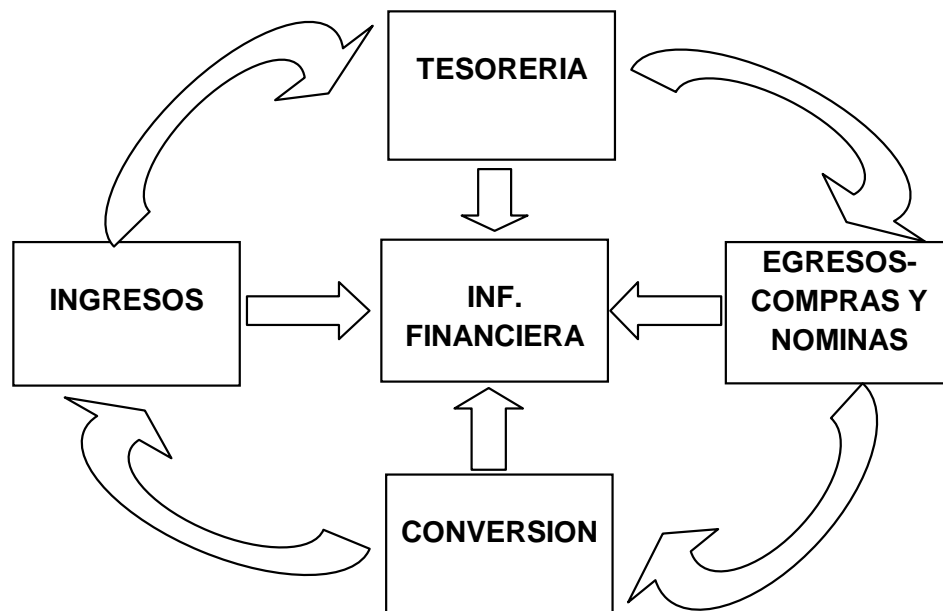 TESORERIA
INGRESOS
INF.
FINANCIERA
EGRESOS-
COMPRAS Y
NOMINAS
CONVERSION